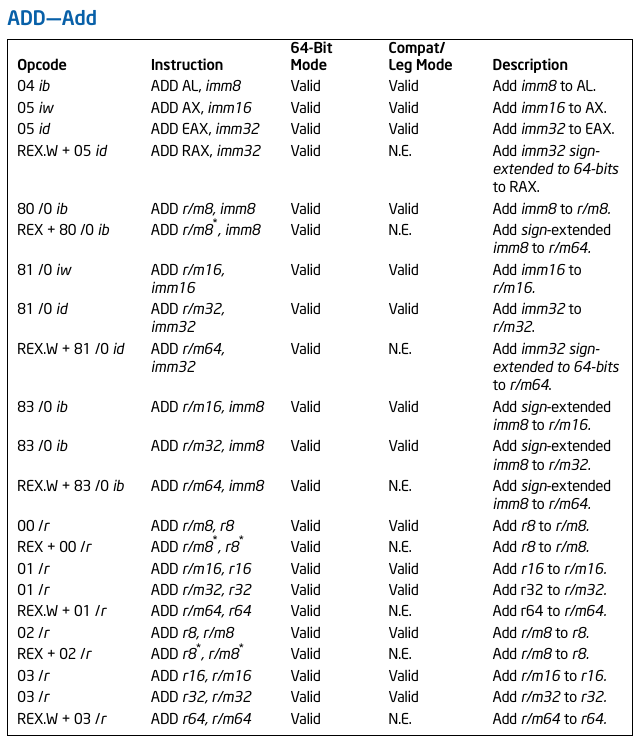 ADD—Add
64-Bit Compat/
Opcode Instruction Mode Leg Mode Description
04 ib ADD AL, imm8 Valid Valid Add imm8 to AL.
05 iw ADD AX, imm16 Valid Valid Add imm16 to AX.
05 id ADD EAX, imm32 Valid Valid Add imm32 to EAX.
REX.W + 05 id ADD RAX, imm32 Valid N.E. Add imm32 sign-
extended to 64-bits
to RAX.
80 /0 ib ADD r/m8, imm8 Valid Valid Add imm8 to r/m8.
REX + 80 /0 ib ADD r/m8*, imm8 Valid N.E. Add sign-extended
imm8 to r/m64.
81 /0 iw ADD r/m16, Valid Valid Add imm16 to
imm16 r/m16.
81 /0 id ADD r/m32, Valid Valid Add imm32 to
imm32 r/m32.
REX.W + 81 /0 id ADD r/m64, Valid N.E. Add imm32 sign-
imm32 extended to 64-bits
to r/m64.
83 /0 ib ADD r/m16, imm8 Valid Valid Add sign-extended
imm8 to r/m16.
83 /0 ib ADD r/m32, imm8 Valid Valid Add sign-extended
imm8 to r/m32.
REX.W + 83 /0 ib ADD r/m64, imm8 Valid N.E. Add sign-extended
imm8 to r/m64.
00 /r ADD r/m8, r8 Valid Valid Add r8 to r/m8.
REX + 00 /r ADD r/m8*, r8* Valid N.E. Add r8 to r/m8.
01 /r ADD r/m16, r16 Valid Valid Add r16 to r/m16.
01 /r ADD r/m32, r32 Valid Valid Add r32 to r/m32.
REX.W + 01 /r ADD r/m64, r64 Valid N.E. Add r64 to r/m64.
02 /r ADD r8, r/m8 Valid Valid Add r/m8 to r8.
REX + 02 /r ADD r8*, r/m8* Valid N.E. Add r/m8 to r8.
03 /r ADD r16, r/m16 Valid Valid Add r/m16 to r16.
03 /r ADD r32, r/m32 Valid Valid Add r/m32 to r32.
REX.W + 03 /r ADD r64, r/m64 Valid N.E. Add r/m64 to r64.